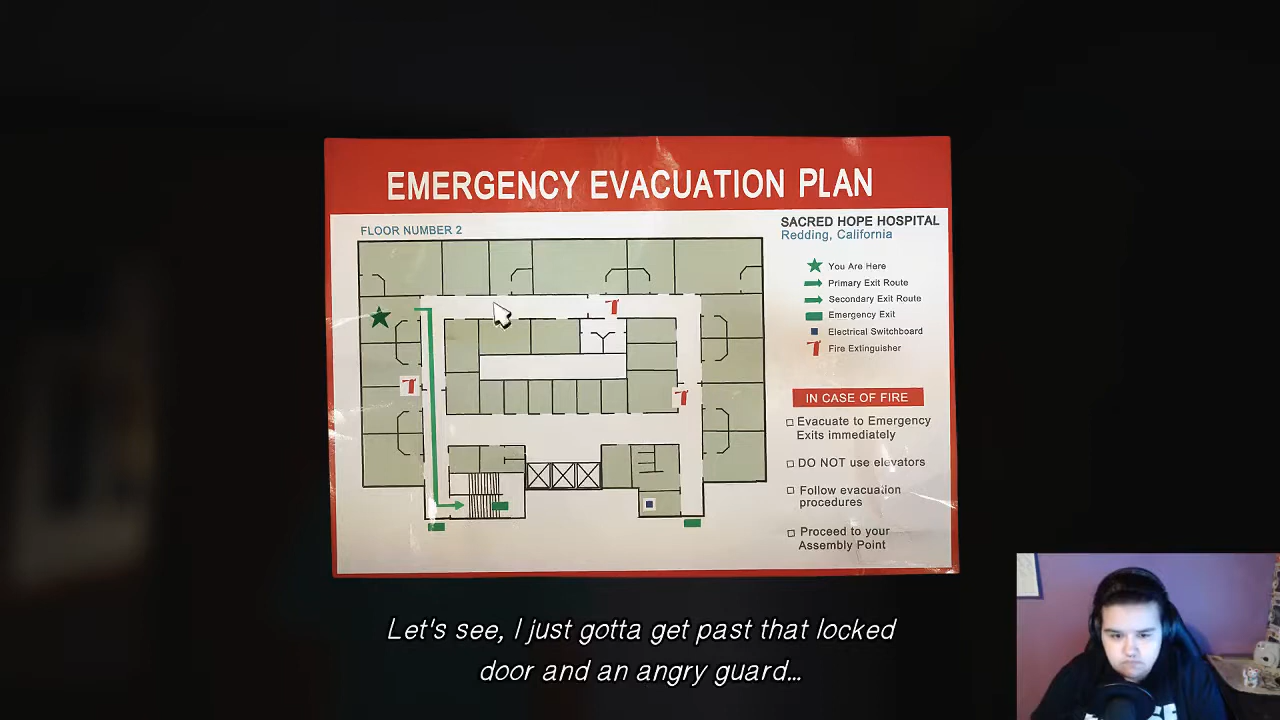 EMERGENCY EVACUATION PLAN
FLOOR NUMBER 2
SACRED HOPE HOSPITAL
Redding, California
You Are Here
Primary Exit Route
Secondary Exit Route
Emergency Exit
Electrical Switchboard
Fire Extinguisher
IN CASE OF FIRE
Evacuate to Emergency
Exits immediately
DO NOT use elevators
Follow evacuation
procedures
Proceed to your
Assembly Point
Let's see, I just gotta get past that locked
door and an angry guard...